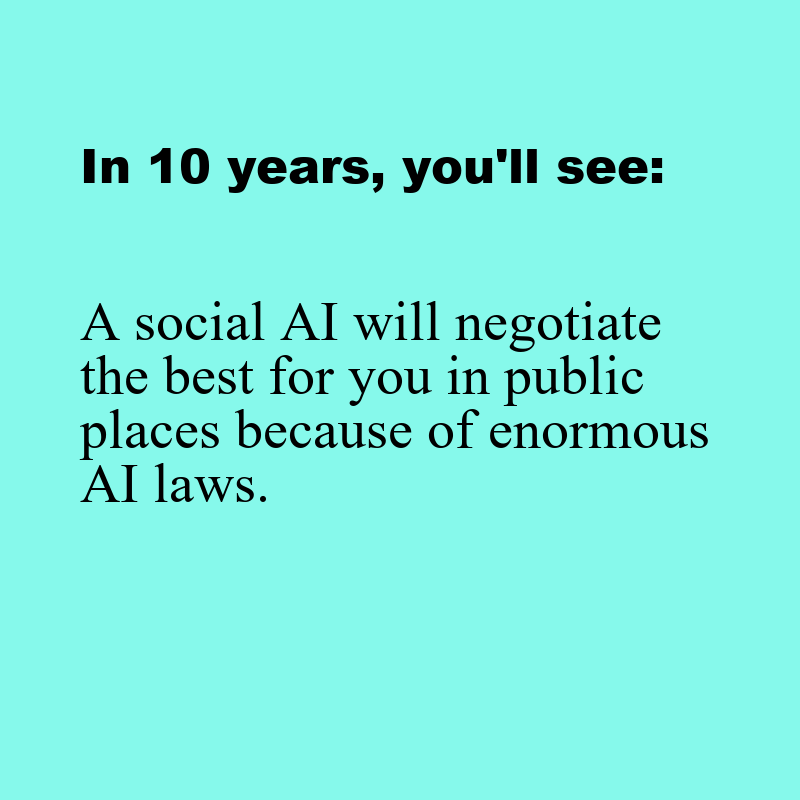 In 10 years, you'll see:
A social AI will negotiate
the best for you in public
places because of enormous
AI laws.